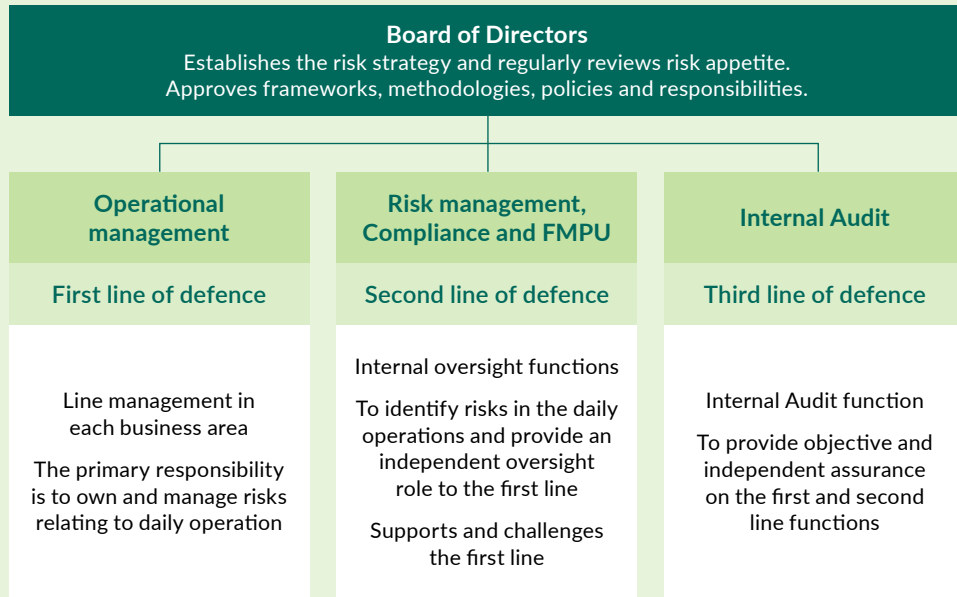 Board of Directors
Establishes the risk strategy and regularly reviews risk appetite.
Approves frameworks, methodologies, policies and responsibilities.
Operational
management
First line of defence
Line management in
each business area
The primary responsibility
is to own and manage risks
relating to daily operation
Risk management,
Compliance and FMPU
Second line of defence
Internal oversight functions
To identify risks in the daily
operations and provide an
independent oversight
role to the first line
Supports and challenges
the first line
Internal Audit
Third line of defence
Internal Audit function
To provide objective and
independent assurance
on the first and second
line functions